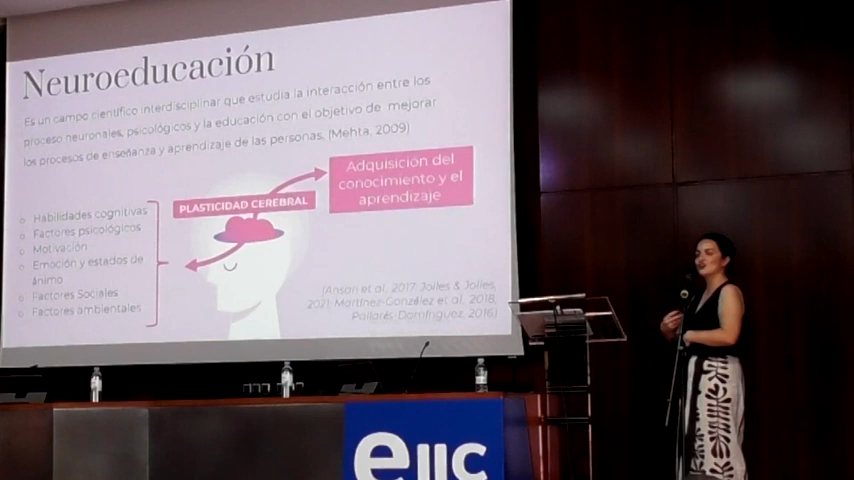 Neuroeducación
Es un campo científico interdisciplinar que estudia la interacción entre los
proceso neuronales, psicológicos y la educación con el objetivo de mejorar
los procesos de enseñanza y aprendizaje de las personas. (Mehta, 2009)
Adquisición del
conocimiento y el
aprendizaje
PLASTICIDAD CEREBRAL
Habilidades cognitivas
Factores psicológicos
Motivación
Emoción y estados de
ánimo
Factores Sociales
Factores ambientales
(Ansari et al., 2017; Jolles & Jolles,
2021; Martínez-González et al., 2018;
Pallarés-Domínguez, 2016)
eiic